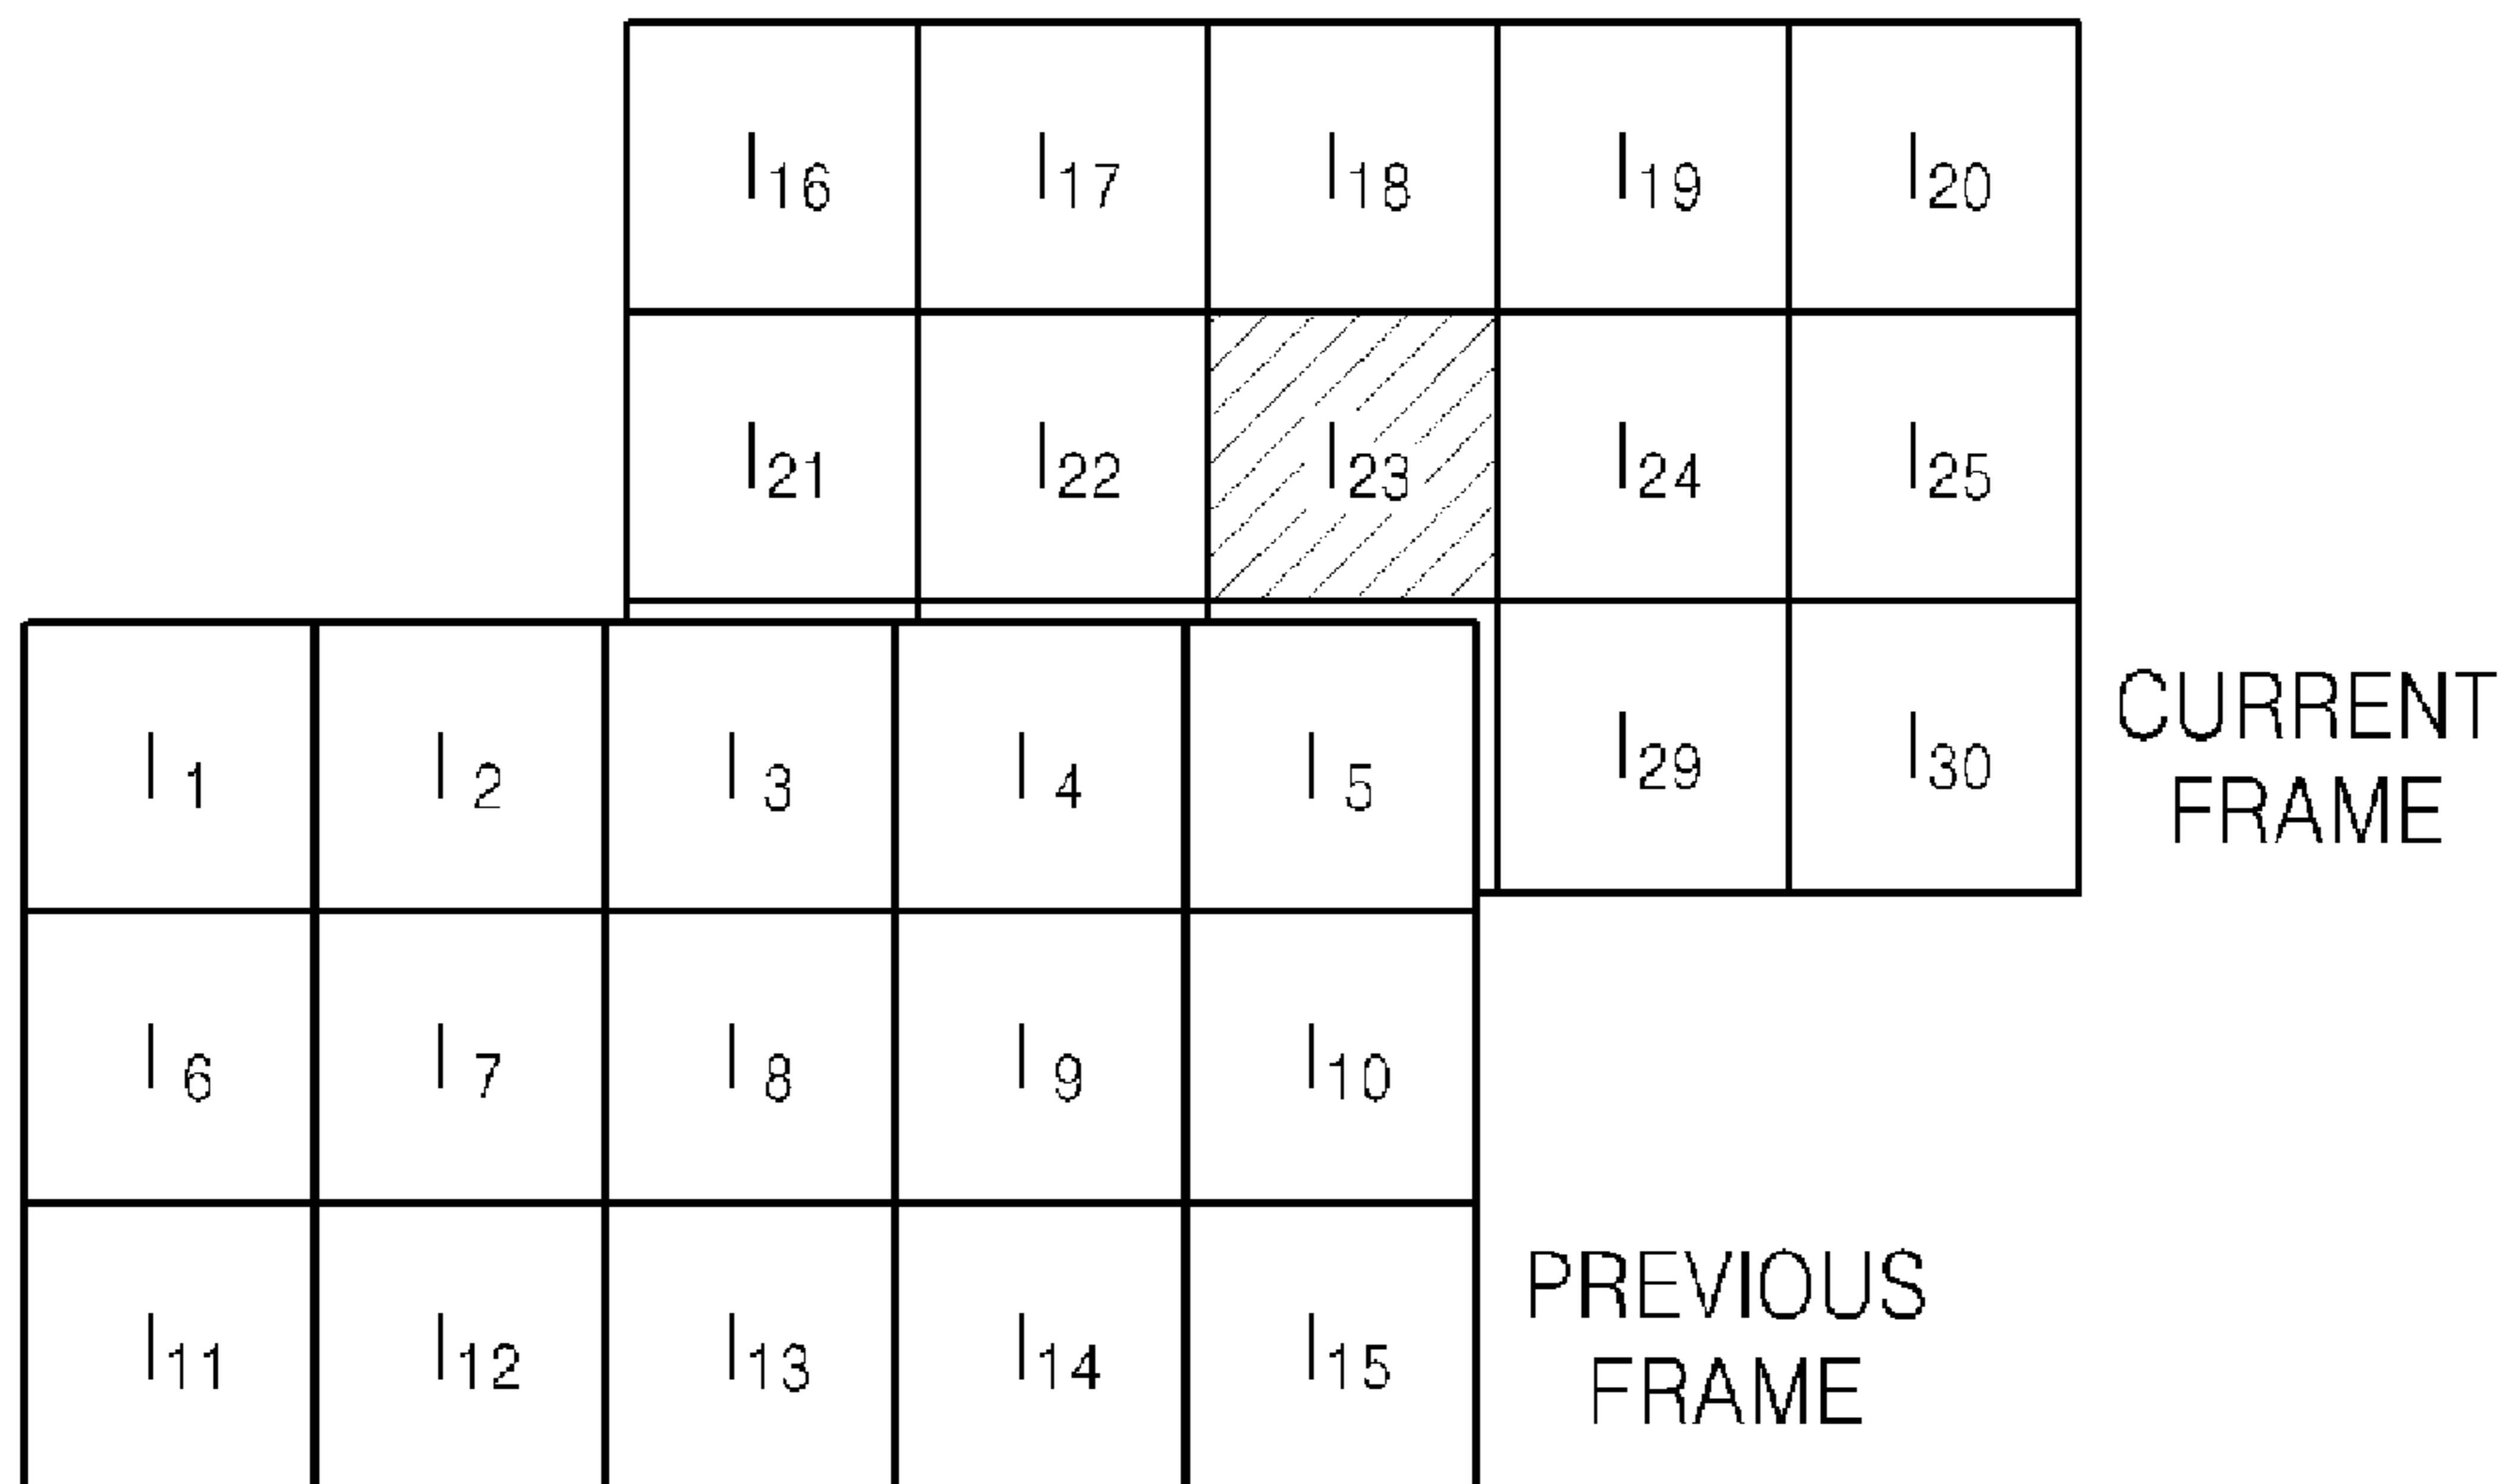 I16 I17 I18 I19 I20
I21 I22 I23 I24 I25
I29 I30
CURRENT
FRAME
I1 I2 I3 I4 I5
I6 I7 I8 I9 I10
I11 I12 I13 I14 I15
PREVIOUS
FRAME